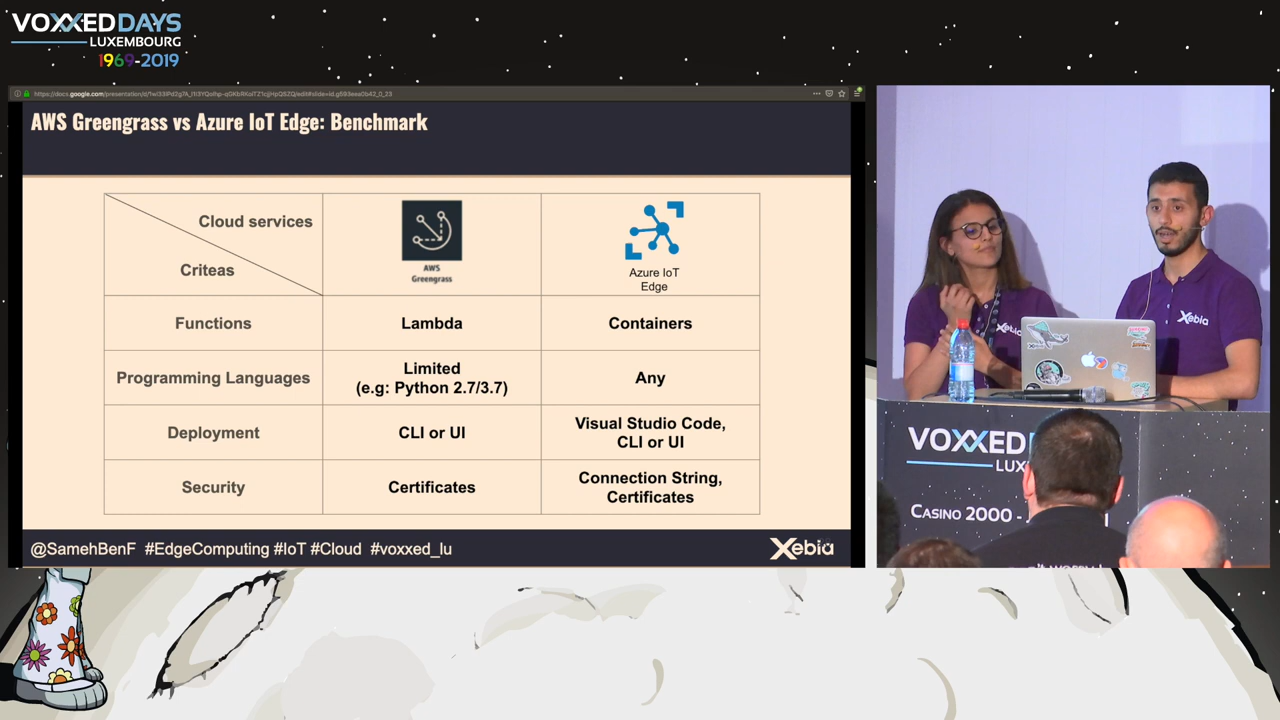 VOXXEDDAYS
LUXEMBOURG
1969-2019
AWS Greengrass vs Azure IoT Edge: Benchmark
Cloud services
Criteas
AWS
Greengrass
Azure IoT
Edge
Functions
Lambda
Containers
Programming Languages
Limited
(e.g: Python 2.7/3.7)
Any
Deployment
CLI or UI
Visual Studio Code,
CLI or UI
Security
Certificates
Connection String,
Certificates
@SamehBenF #EdgeComputing #IoT #Cloud #voxxed_lu
Xebia
Xebia
Xebia
VOXXED
LUX
CASINO 2000 -